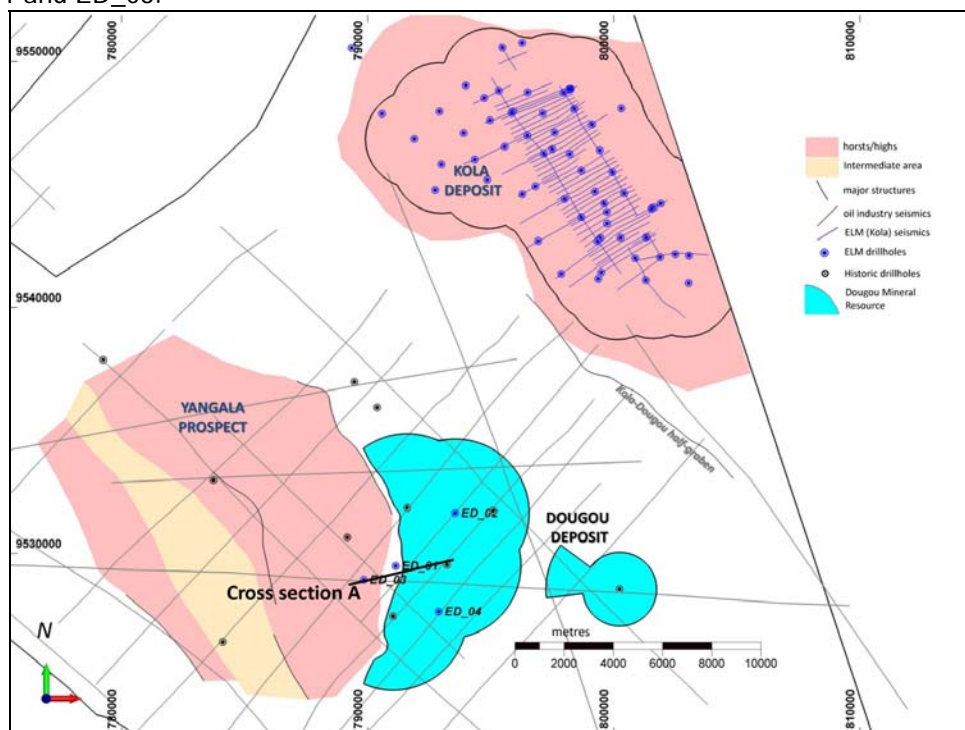 1 and ED_03.
780000
790000
800000
810000
9550000
KOLA
DEPOSIT
horsts/highs
Intermediate area
major structures
oil industry seismics
ELM (Kola) seismics
ELM drillholes
Historic drillholes
Dougou Mineral
Resource
9540000
Kola-Dougou half-graben
YANGALA
PROSPECT
ED_02
DOUGOU
DEPOSIT
9530000
ED_01
ED_03
Cross section A
ED_04
metres
0 2000 4000 6000 8000 10000
N
780000
790000
800000
810000